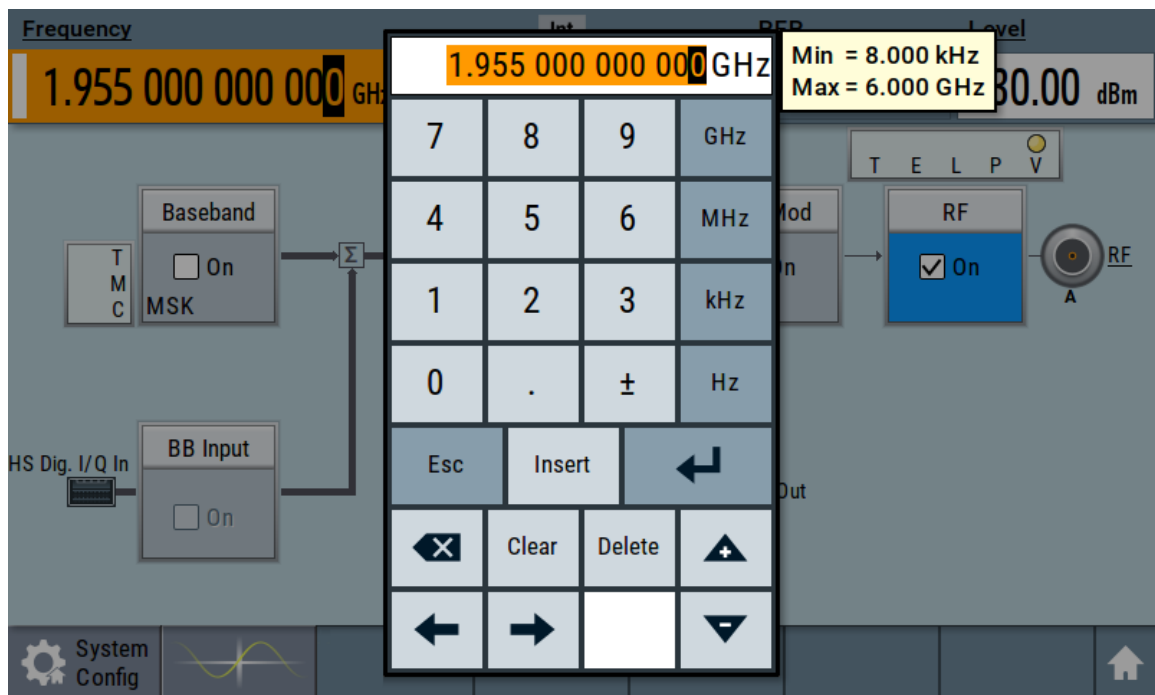 Frequency
Int
RFP
Level
1.955 000 000 000 GHz
1.955 000 000 000 GHz
Min = 8.000 kHz
Max = 6.000 GHz
0.00 dBm
7 8 9 GHz
T E L P V
Baseband
4 5 6 MHz
Mod
RF
T
M
C
On
Σ
MSK
On
RF
A
1 2 3 kHz
0 . ± Hz
BB Input
HS Dig. I/Q In
On
Esc Insert
Out
Clear Delete
System
Config